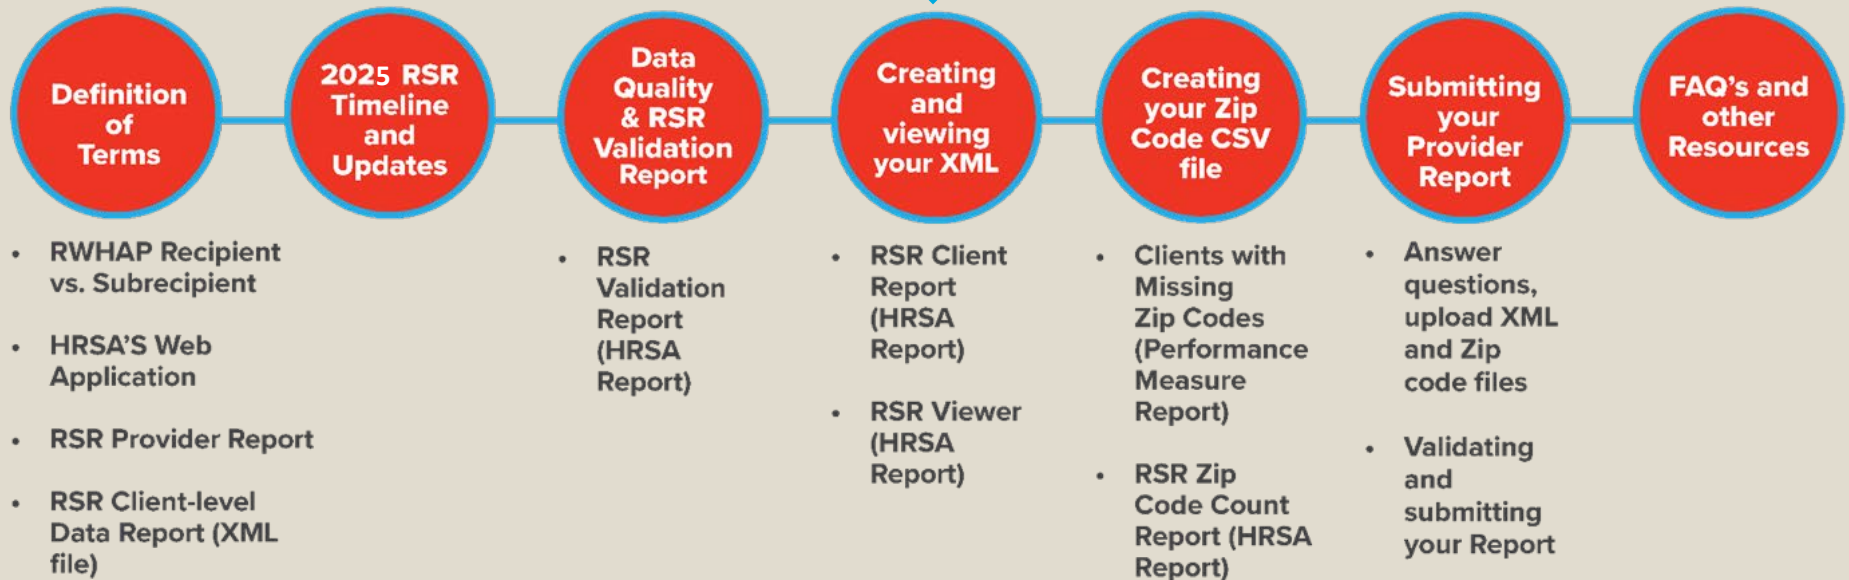 Definition
of
Terms
2025 RSR
Timeline
and
Updates
Data
Quality
& RSR
Validation
Report
Creating
and
viewing
your XML
Creating
your Zip
Code CSV
file
Submitting
your
Provider
Report
FAQ's and
other
Resources
• RWHAP Recipient
vs. Subrecipient
• HRSA'S Web
Application
• RSR Provider Report
• RSR Client-level
Data Report (XML
file)
• RSR
Validation
Report
(HRSA
Report)
• RSR Client
Report
(HRSA
Report)
• RSR Viewer
(HRSA
Report)
• Clients with
Missing
Zip Codes
(Performance
Measure
Report)
• RSR Zip
Code Count
Report (HRSA
Report)
• Answer
questions,
upload XML
and Zip
code files
• Validating
and
submitting
your Report